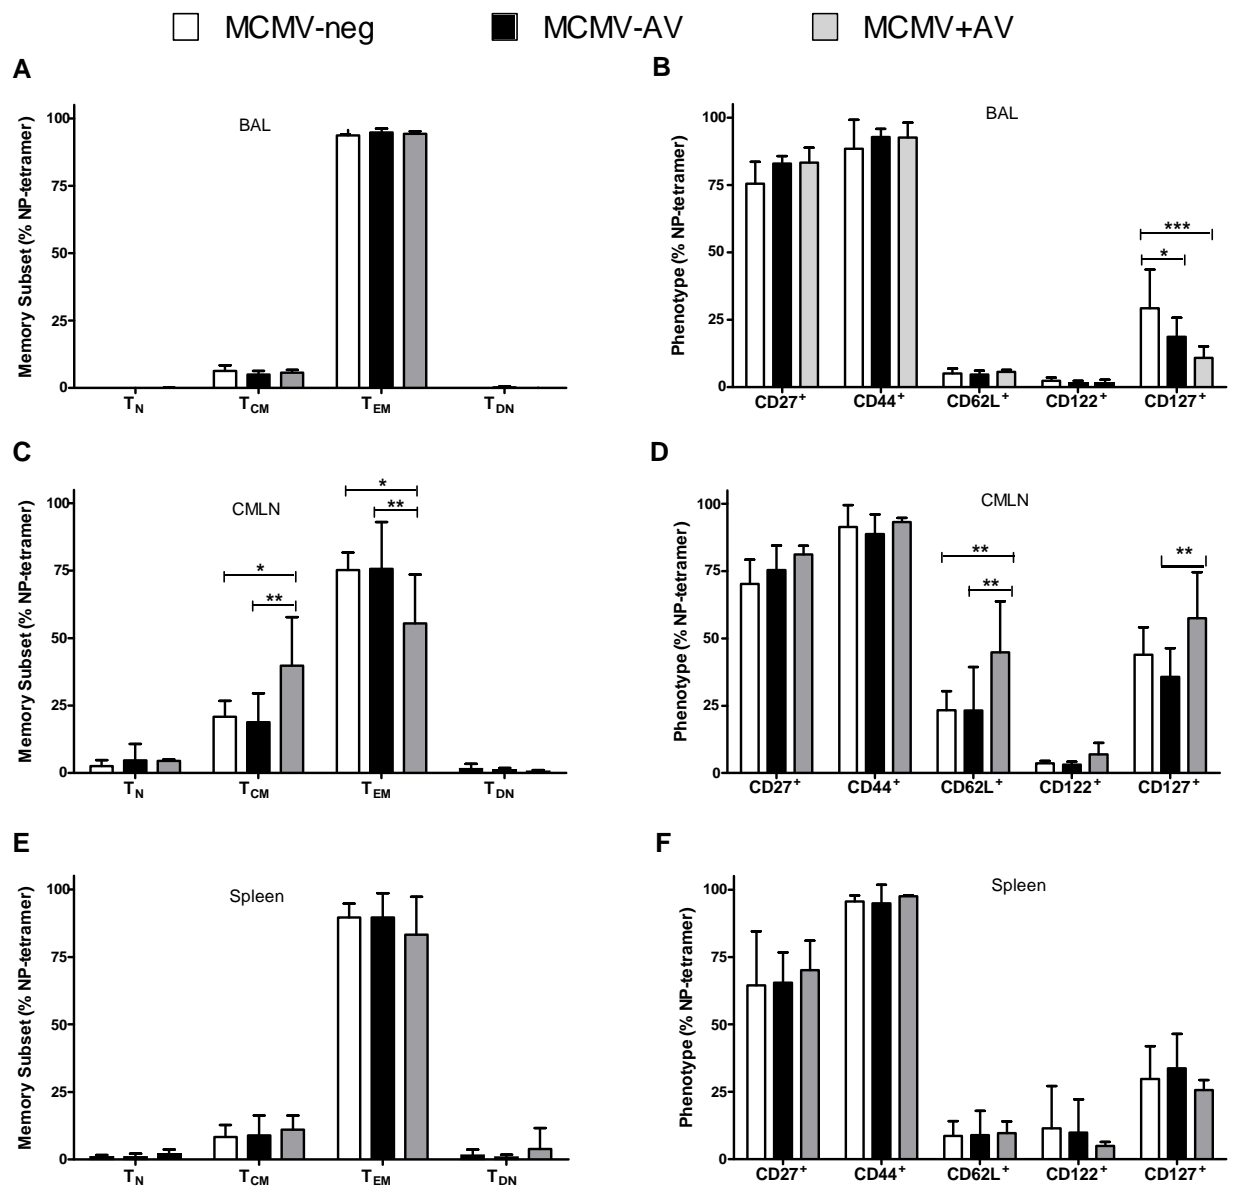 MCMV-neg MCMV-AV MCMV+AV
A
Memory Subset (% NP-tetramer)
BAL
100
75
50
25
0
T_N T_CM T_EM T_DN
B
Phenotype (% NP-tetramer)
BAL
100
75
50
25
0
***
*
CD27+ CD44+ CD62L+ CD122+ CD127+
C
Memory Subset (% NP-tetramer)
CMLN
100
75
50
25
0
*
**
*
**
T_N T_CM T_EM T_DN
D
Phenotype (% NP-tetramer)
CMLN
100
75
50
25
0
**
**
**
CD27+ CD44+ CD62L+ CD122+ CD127+
E
Memory Subset (% NP-tetramer)
Spleen
100
75
50
25
0
T_N T_CM T_EM T_DN
F
Phenotype (% NP-tetramer)
Spleen
100
75
50
25
0
CD27+ CD44+ CD62L+ CD122+ CD127+